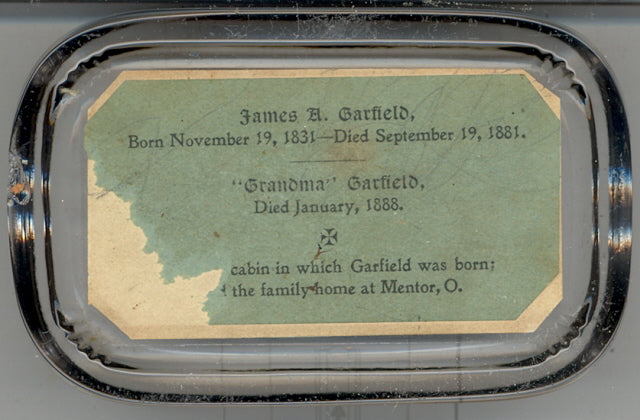 James A. Garfield,
Born November 19, 1831—Died September 19, 1881.
"Grandma" Garfield,
Died January, 1888.
cabin in which Garfield was born;
the family home at Mentor, O.